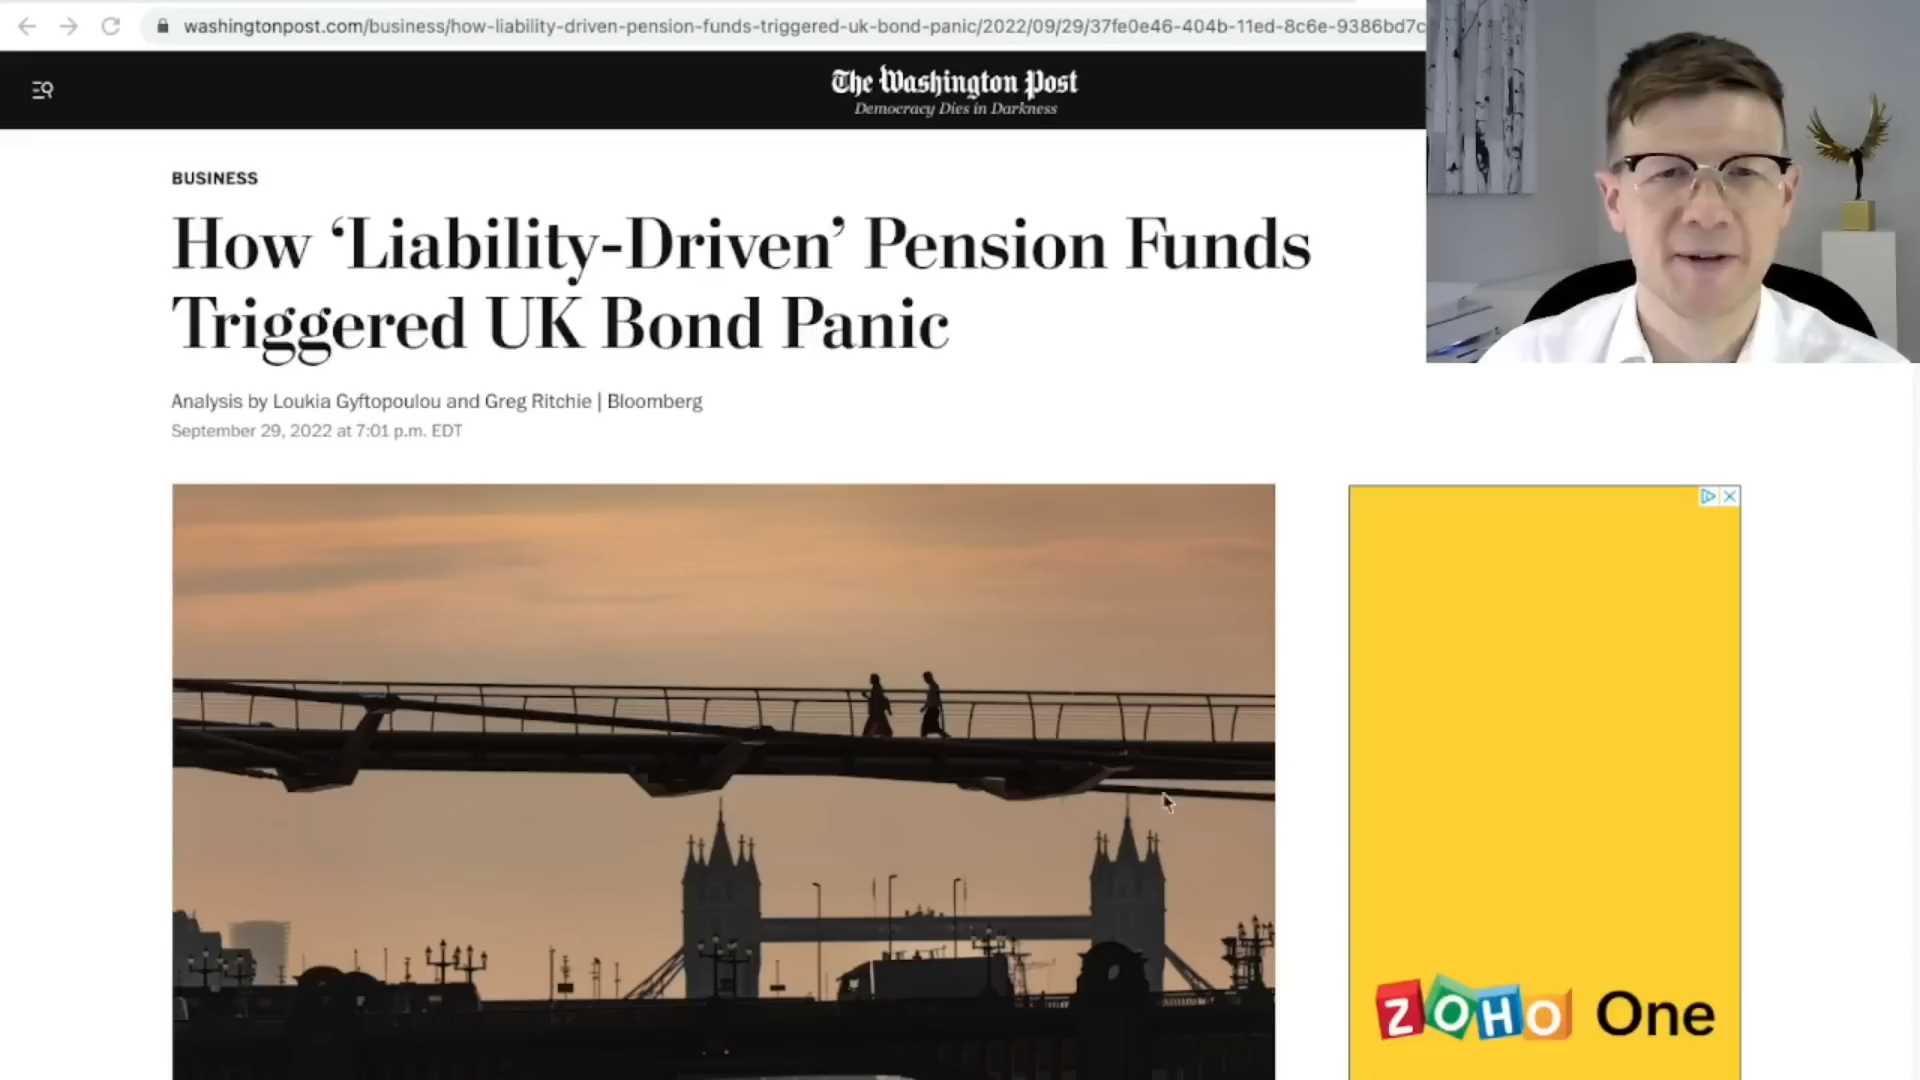 washingtonpost.com/business/how-liability-driven-pension-funds-triggered-uk-bond-panic/2022/09/29/37fe0e46-404b-11ed-8c6e-9386bd7c
The Washington Post
Democracy Dies in Darkness
BUSINESS
How ‘Liability-Driven’ Pension Funds
Triggered UK Bond Panic
Analysis by Loukia Gyftopoulou and Greg Ritchie | Bloomberg
September 29, 2022 at 7:01 p.m. EDT
ZOHO One